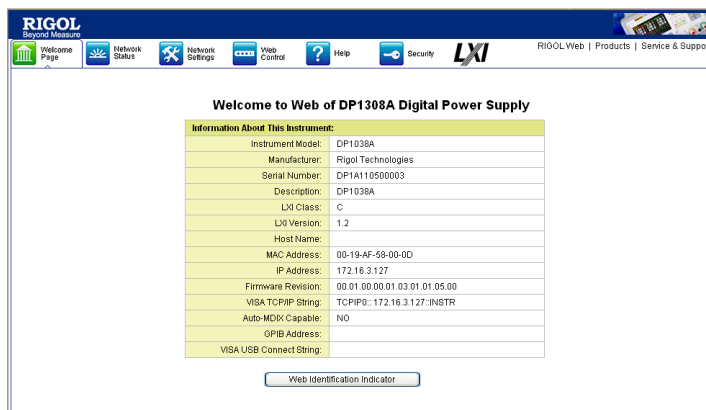 RIGOL
Beyond Measure
Welcome Page
Network Status
Network Settings
Web Control
Help
Security
LXI
RIGOL Web | Products | Service & Suppo
Welcome to Web of DP1308A Digital Power Supply
Information About This Instrument:
Instrument Model: DP1038A
Manufacturer: Rigol Technologies
Serial Number: DP1A110500003
Description: DP1038A
LXI Class: C
LXI Version: 1.2
Host Name:
MAC Address: 00-19-AF-58-00-0D
IP Address: 172.16.3.127
Firmware Revision: 00.01.00.00.01.03.01.01.05.00
VISA TCP/IP String: TCPIP0:: 172.16.3.127::INSTR
Auto-MDIX Capable: NO
GPIB Address:
VISA USB Connect String:
Web Identification Indicator